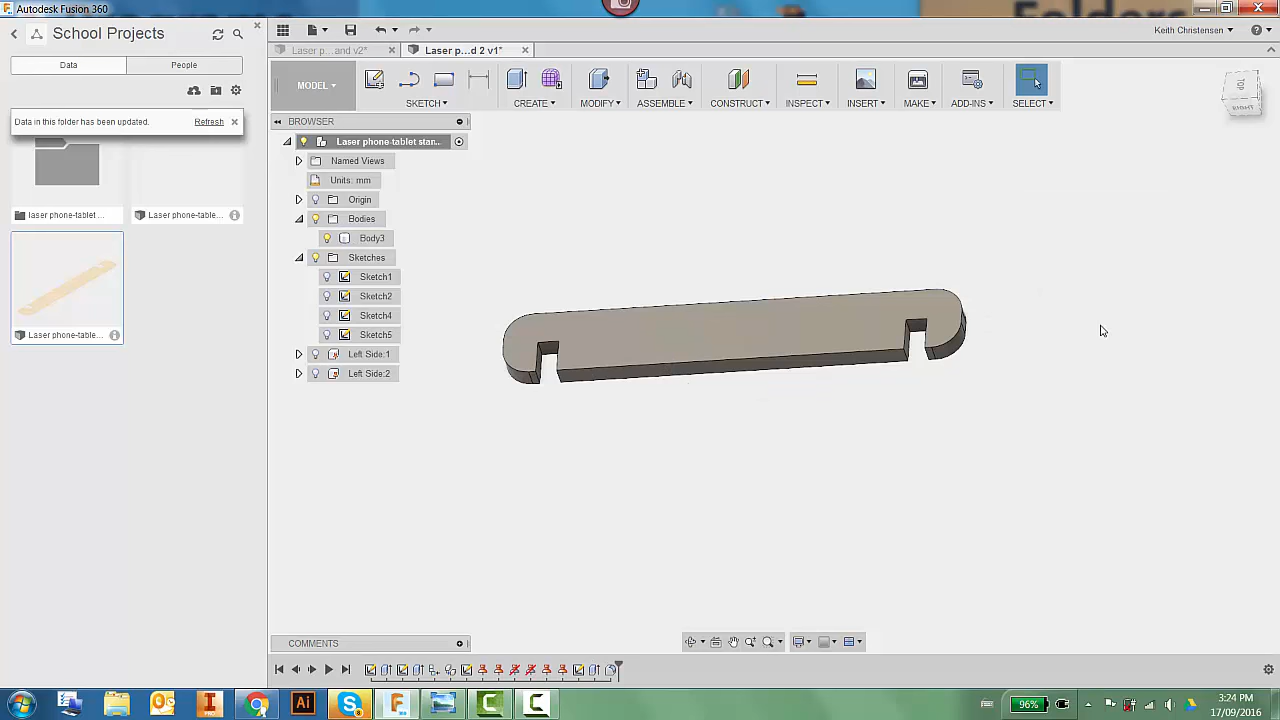 Autodesk Fusion 360
School Projects
Data
People
Data in this folder has been updated.
Refresh
laser phone-tablet ...
Laser phone-table...
Laser phone-table...
Laser p...and v2*
Laser p...d 2 v1*
Keith Christensen
MODEL
SKETCH
CREATE
MODIFY
ASSEMBLE
CONSTRUCT
INSPECT
INSERT
MAKE
ADD-INS
SELECT
BROWSER
Laser phone-tablet stan...
Named Views
Units: mm
Origin
Bodies
Body3
Sketches
Sketch1
Sketch2
Sketch4
Sketch5
Left Side:1
Left Side:2
COMMENTS
Ai
96%
3:24 PM
17/09/2016